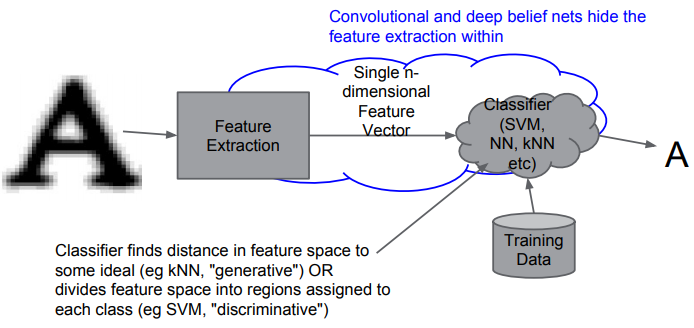 Convolutional and deep belief nets hide the
feature extraction within
A
Feature
Extraction
Single n-
dimensional
Feature
Vector
Classifier
(SVM,
NN, kNN
etc)
A
Training
Data
Classifier finds distance in feature space to
some ideal (eg kNN, "generative") OR
divides feature space into regions assigned to
each class (eg SVM, "discriminative")